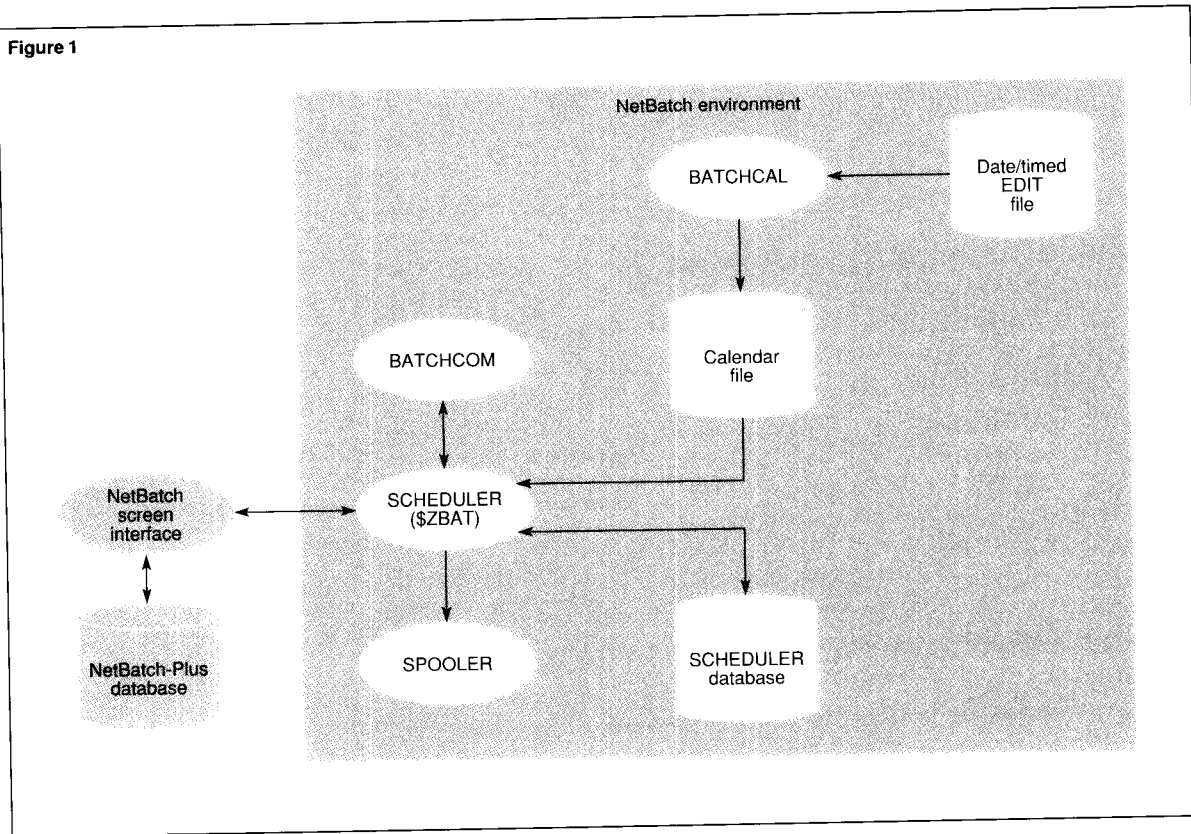 Figure 1
NetBatch environment
BATCHCAL
Date/timed
EDIT
file
BATCHCOM
Calendar
file
NetBatch
screen
interface
SCHEDULER
($ZBAT)
NetBatch-Plus
database
SPOOLER
SCHEDULER
database